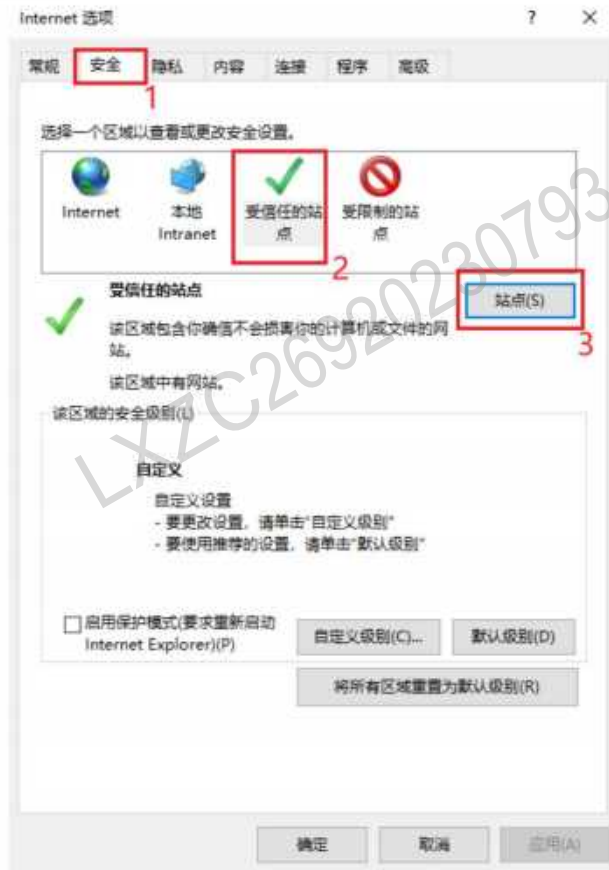 Internet 选项 ? ×
常规 安全 隐私 内容 连接 程序 高级
1
选择一个区域以查看或更改安全设置。
Internet
本地
Intranet
受信任的站
点
受限制的站
点
2
受信任的站点
站点(S)
3
该区域包含你确信不会损害你的计算机或文件的网
站。
该区域中有网站。
该区域的安全级别(L)
自定义
自定义设置
- 要更改设置，请单击"自定义级别"
- 要使用推荐的设置，请单击"默认级别"
启用保护模式(要求重新启动
Internet Explorer)(P)
自定义级别(C)... 默认级别(D)
将所有区域重置为默认级别(R)
确定 取消 应用(A)
LXZC26920230793